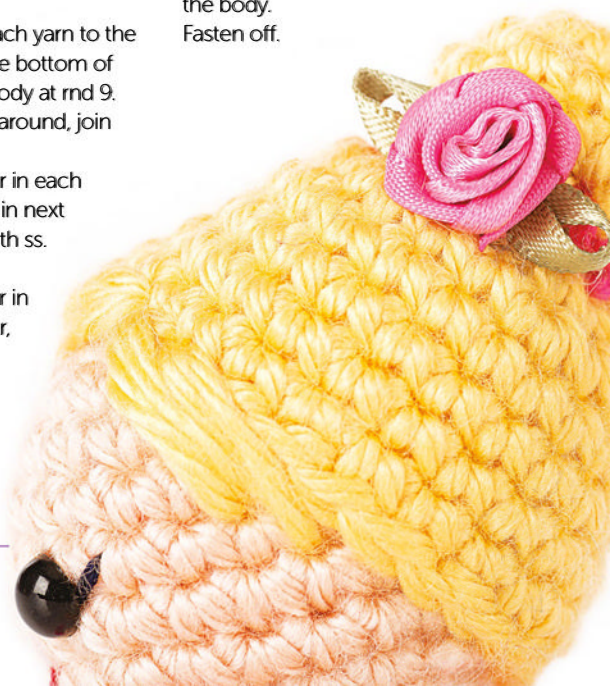 ach yarn to the
e bottom of
ody at rnd 9.
around, join
r in each
in next
th ss.
r in
r,
the body.
Fasten off.